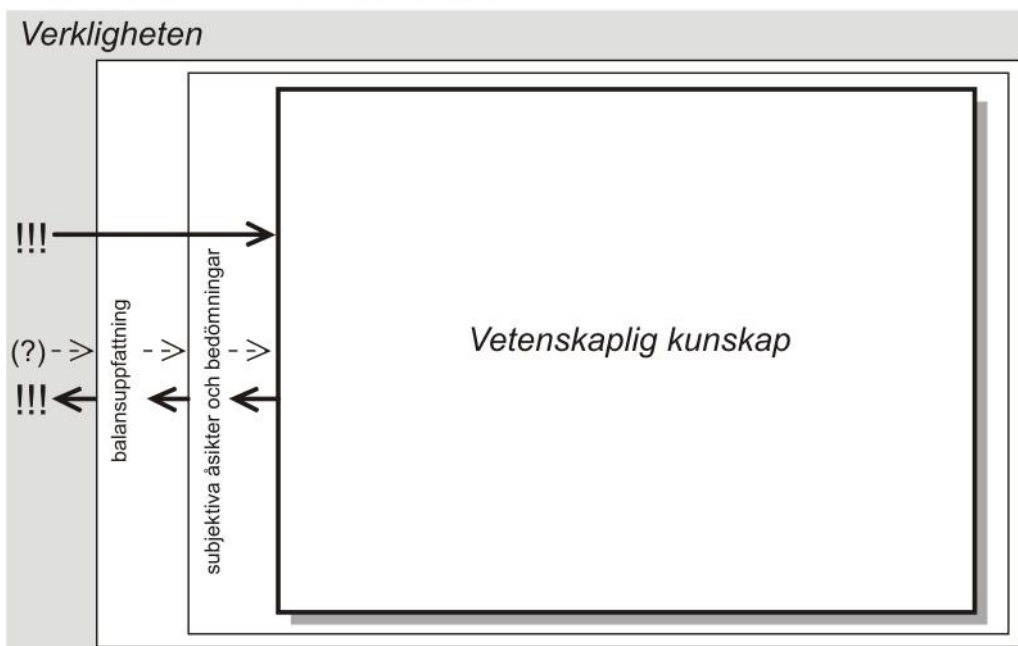 Verkligheten
!!!
(?)
!!!
balansuppfattning
subjektiva åsikter och bedömningar
Vetenskaplig kunskap